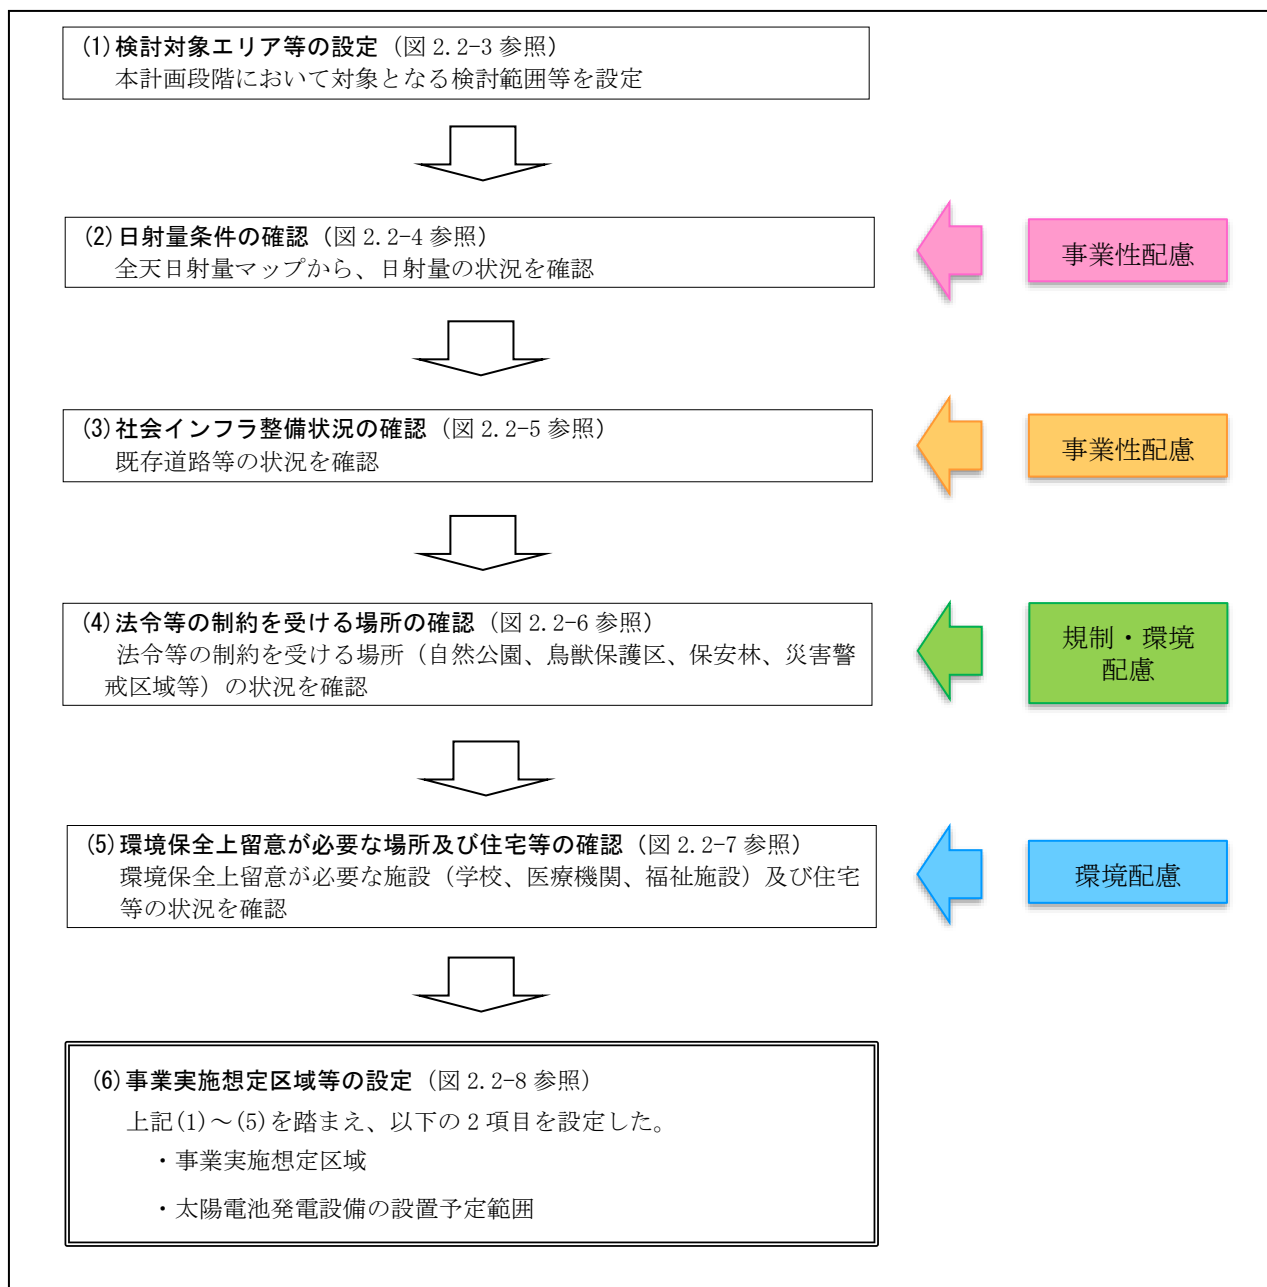 (1)検討対象エリア等の設定（図 2.2-3 参照）
本計画段階において対象となる検討範囲等を設定
(2)日射量条件の確認（図 2.2-4 参照）
全天日射量マップから、日射量の状況を確認
事業性配慮
(3)社会インフラ整備状況の確認（図 2.2-5 参照）
既存道路等の状況を確認
事業性配慮
(4)法令等の制約を受ける場所の確認（図 2.2-6 参照）
法令等の制約を受ける場所（自然公園、鳥獣保護区、保安林、災害警
戒区域等）の状況を確認
規制・環境
配慮
(5)環境保全上留意が必要な場所及び住宅等の確認（図 2.2-7 参照）
環境保全上留意が必要な施設（学校、医療機関、福祉施設）及び住宅
等の状況を確認
環境配慮
(6)事業実施想定区域等の設定（図 2.2-8 参照）
上記(1)～(5)を踏まえ、以下の 2 項目を設定した。
・事業実施想定区域
・太陽電池発電設備の設置予定範囲